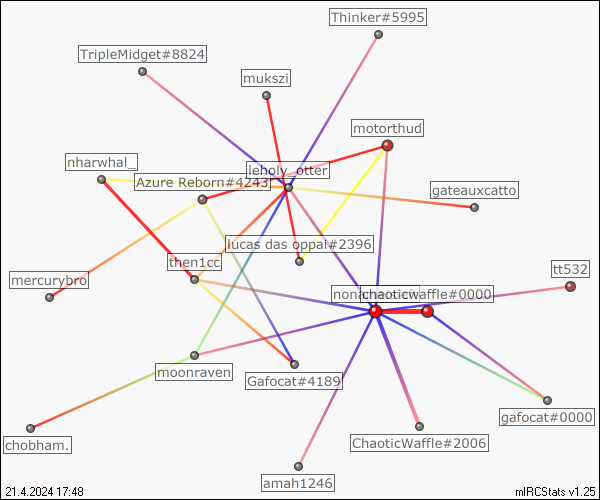 Thinker#5995
TripleMidget#8824
mukszi
motorthud
nharwhal_
leholy_otter
Azure Reborn#4243
gateauxcatto
lucas das oppai#2396
then1cc
tt532
mercurybro
chaoticwaffle#0000
moonraven
Gafocat#4189
gafocat#0000
chobham.
ChaoticWaffle#2006
amah1246
21.4.2024 17:48
mIRCStats v1.25